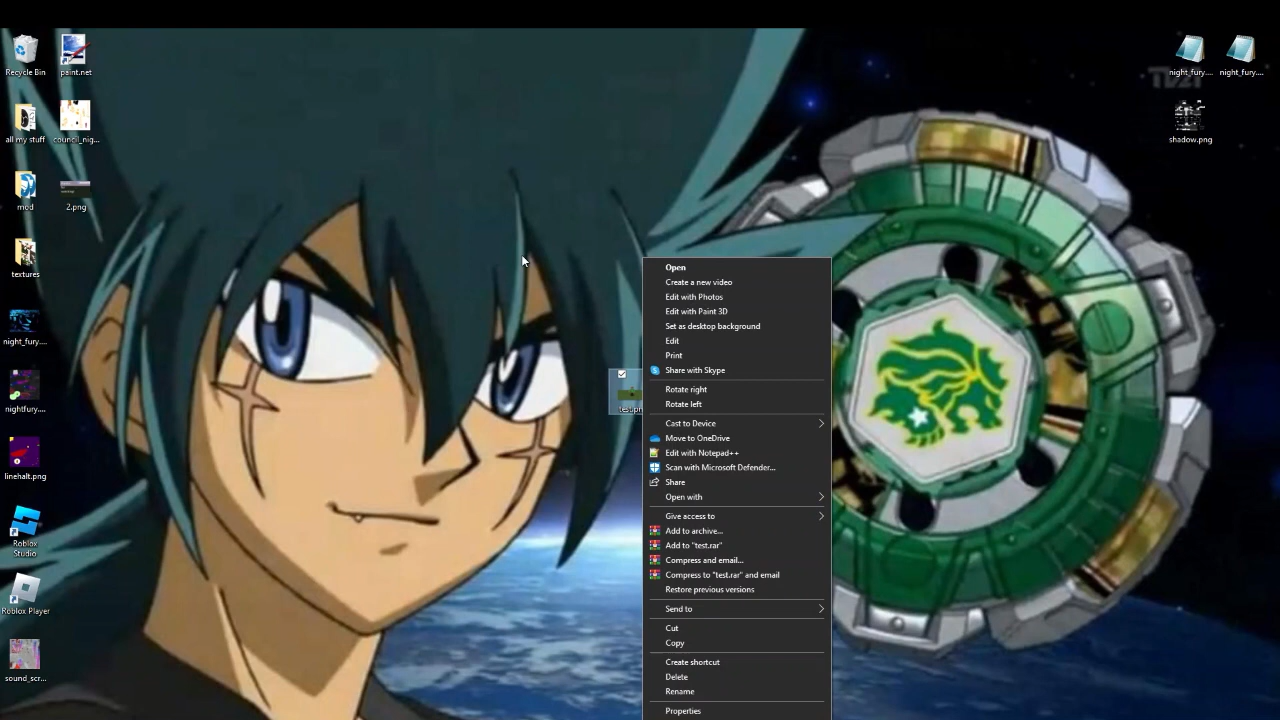 Recycle Bin
paint.net
all my stuff
council_nig...
mod
2.png
textures
night_fury....
nightfury....
linehalt.png
Roblox
Studio
Roblox Player
sound_scr...
Open
Create a new video
Edit with Photos
Edit with Paint 3D
Set as desktop background
Edit
Print
Share with Skype
Rotate right
Rotate left
Cast to Device
Move to OneDrive
Edit with Notepad++
Scan with Microsoft Defender...
Share
Open with
Give access to
Add to archive...
Add to "test.rar"
Compress and email...
Compress to "test.rar" and email
Restore previous versions
Send to
Cut
Copy
Create shortcut
Delete
Rename
Properties
night_fury....
night_fury....
shadow.png